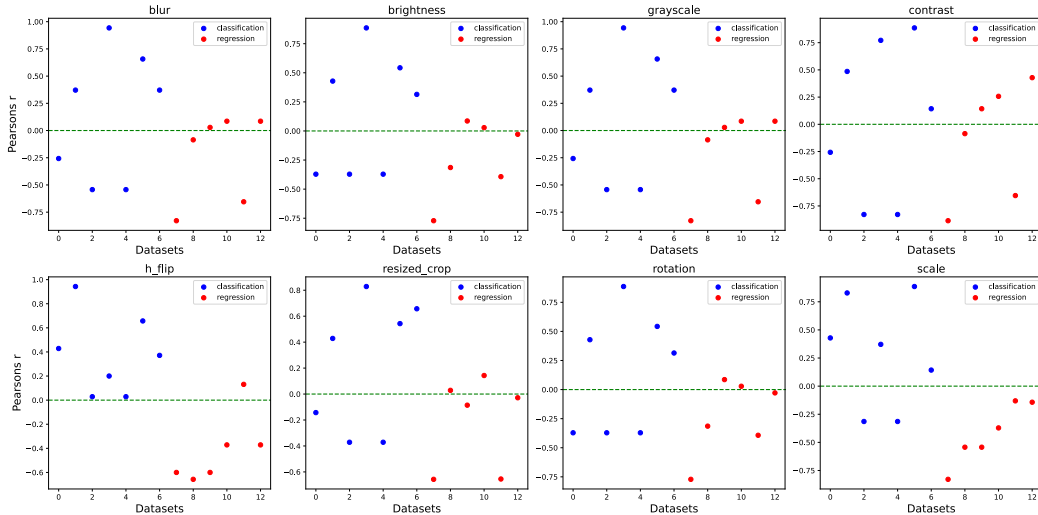 blur
Pearsons r
1.00
0.75
0.50
0.25
0.00
−0.25
−0.50
−0.75
classification
regression
0 2 4 6 8 10 12
Datasets
brightness
0.75
0.50
0.25
0.00
−0.25
−0.50
−0.75
classification
regression
0 2 4 6 8 10 12
Datasets
grayscale
1.00
0.75
0.50
0.25
0.00
−0.25
−0.50
−0.75
classification
regression
0 2 4 6 8 10 12
Datasets
contrast
1.00
0.75
0.50
0.25
0.00
−0.25
−0.50
−0.75
classification
regression
0 2 4 6 8 10 12
Datasets
h_flip
Pearsons r
1.0
0.8
0.6
0.4
0.2
0.0
−0.2
−0.4
−0.6
classification
regression
0 2 4 6 8 10 12
Datasets
resized_crop
0.8
0.6
0.4
0.2
0.0
−0.2
−0.4
−0.6
classification
regression
0 2 4 6 8 10 12
Datasets
rotation
0.75
0.50
0.25
0.00
−0.25
−0.50
−0.75
classification
regression
0 2 4 6 8 10 12
Datasets
scale
0.75
0.50
0.25
0.00
−0.25
−0.50
−0.75
classification
regression
0 2 4 6 8 10 12
Datasets